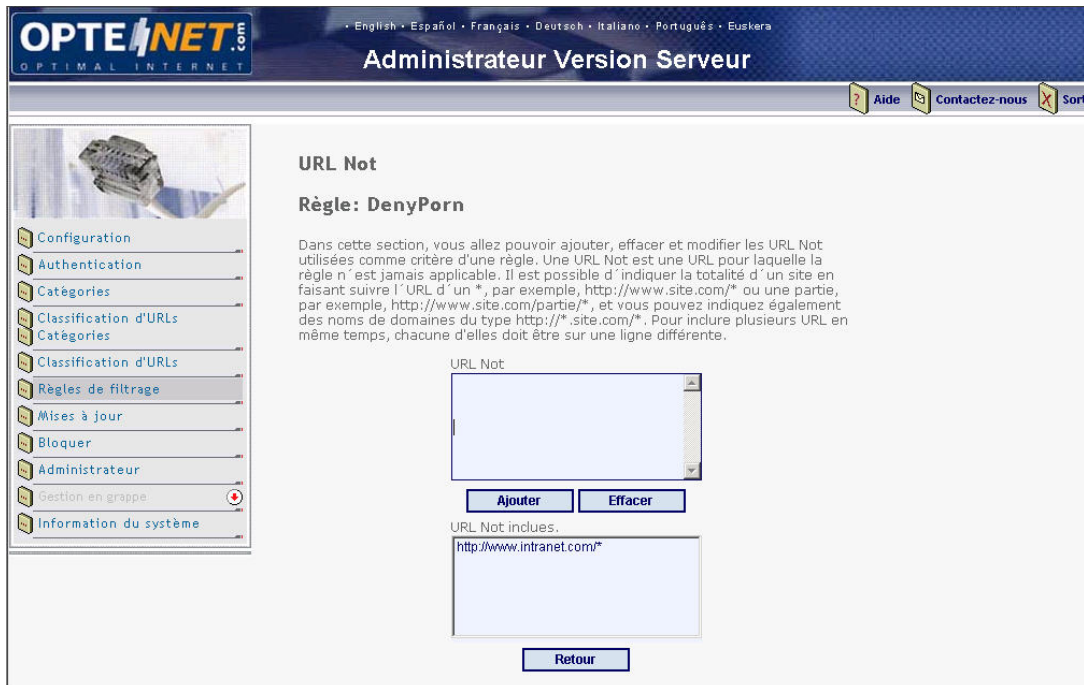 OPTENET.com
OPTIMAL INTERNET
• English • Español • Français • Deutsch • Italiano • Português • Euskera
Administrateur Version Serveur
Aide
Contactez-nous
Sort
Configuration
Authentication
Catégories
Classification d'URLs
Catégories
Classification d'URLs
Règles de filtrage
Mises à jour
Bloquer
Administrateur
Gestion en grappe
Information du système
URL Not
Règle: DenyPorn
Dans cette section, vous allez pouvoir ajouter, effacer et modifier les URL Not
utilisées comme critère d'une règle. Une URL Not est une URL pour laquelle la
règle n´est jamais applicable. Il est possible d´indiquer la totalité d´un site en
faisant suivre l´URL d´un *, par exemple, http://www.site.com/* ou une partie,
par exemple, http://www.site.com/partie/*, et vous pouvez indiquez également
des noms de domaines du type http://*.site.com/*. Pour inclure plusieurs URL en
même temps, chacune d'elles doit être sur une ligne différente.
URL Not
Ajouter
Effacer
URL Not inclues.
http://www.intranet.com/*
Retour